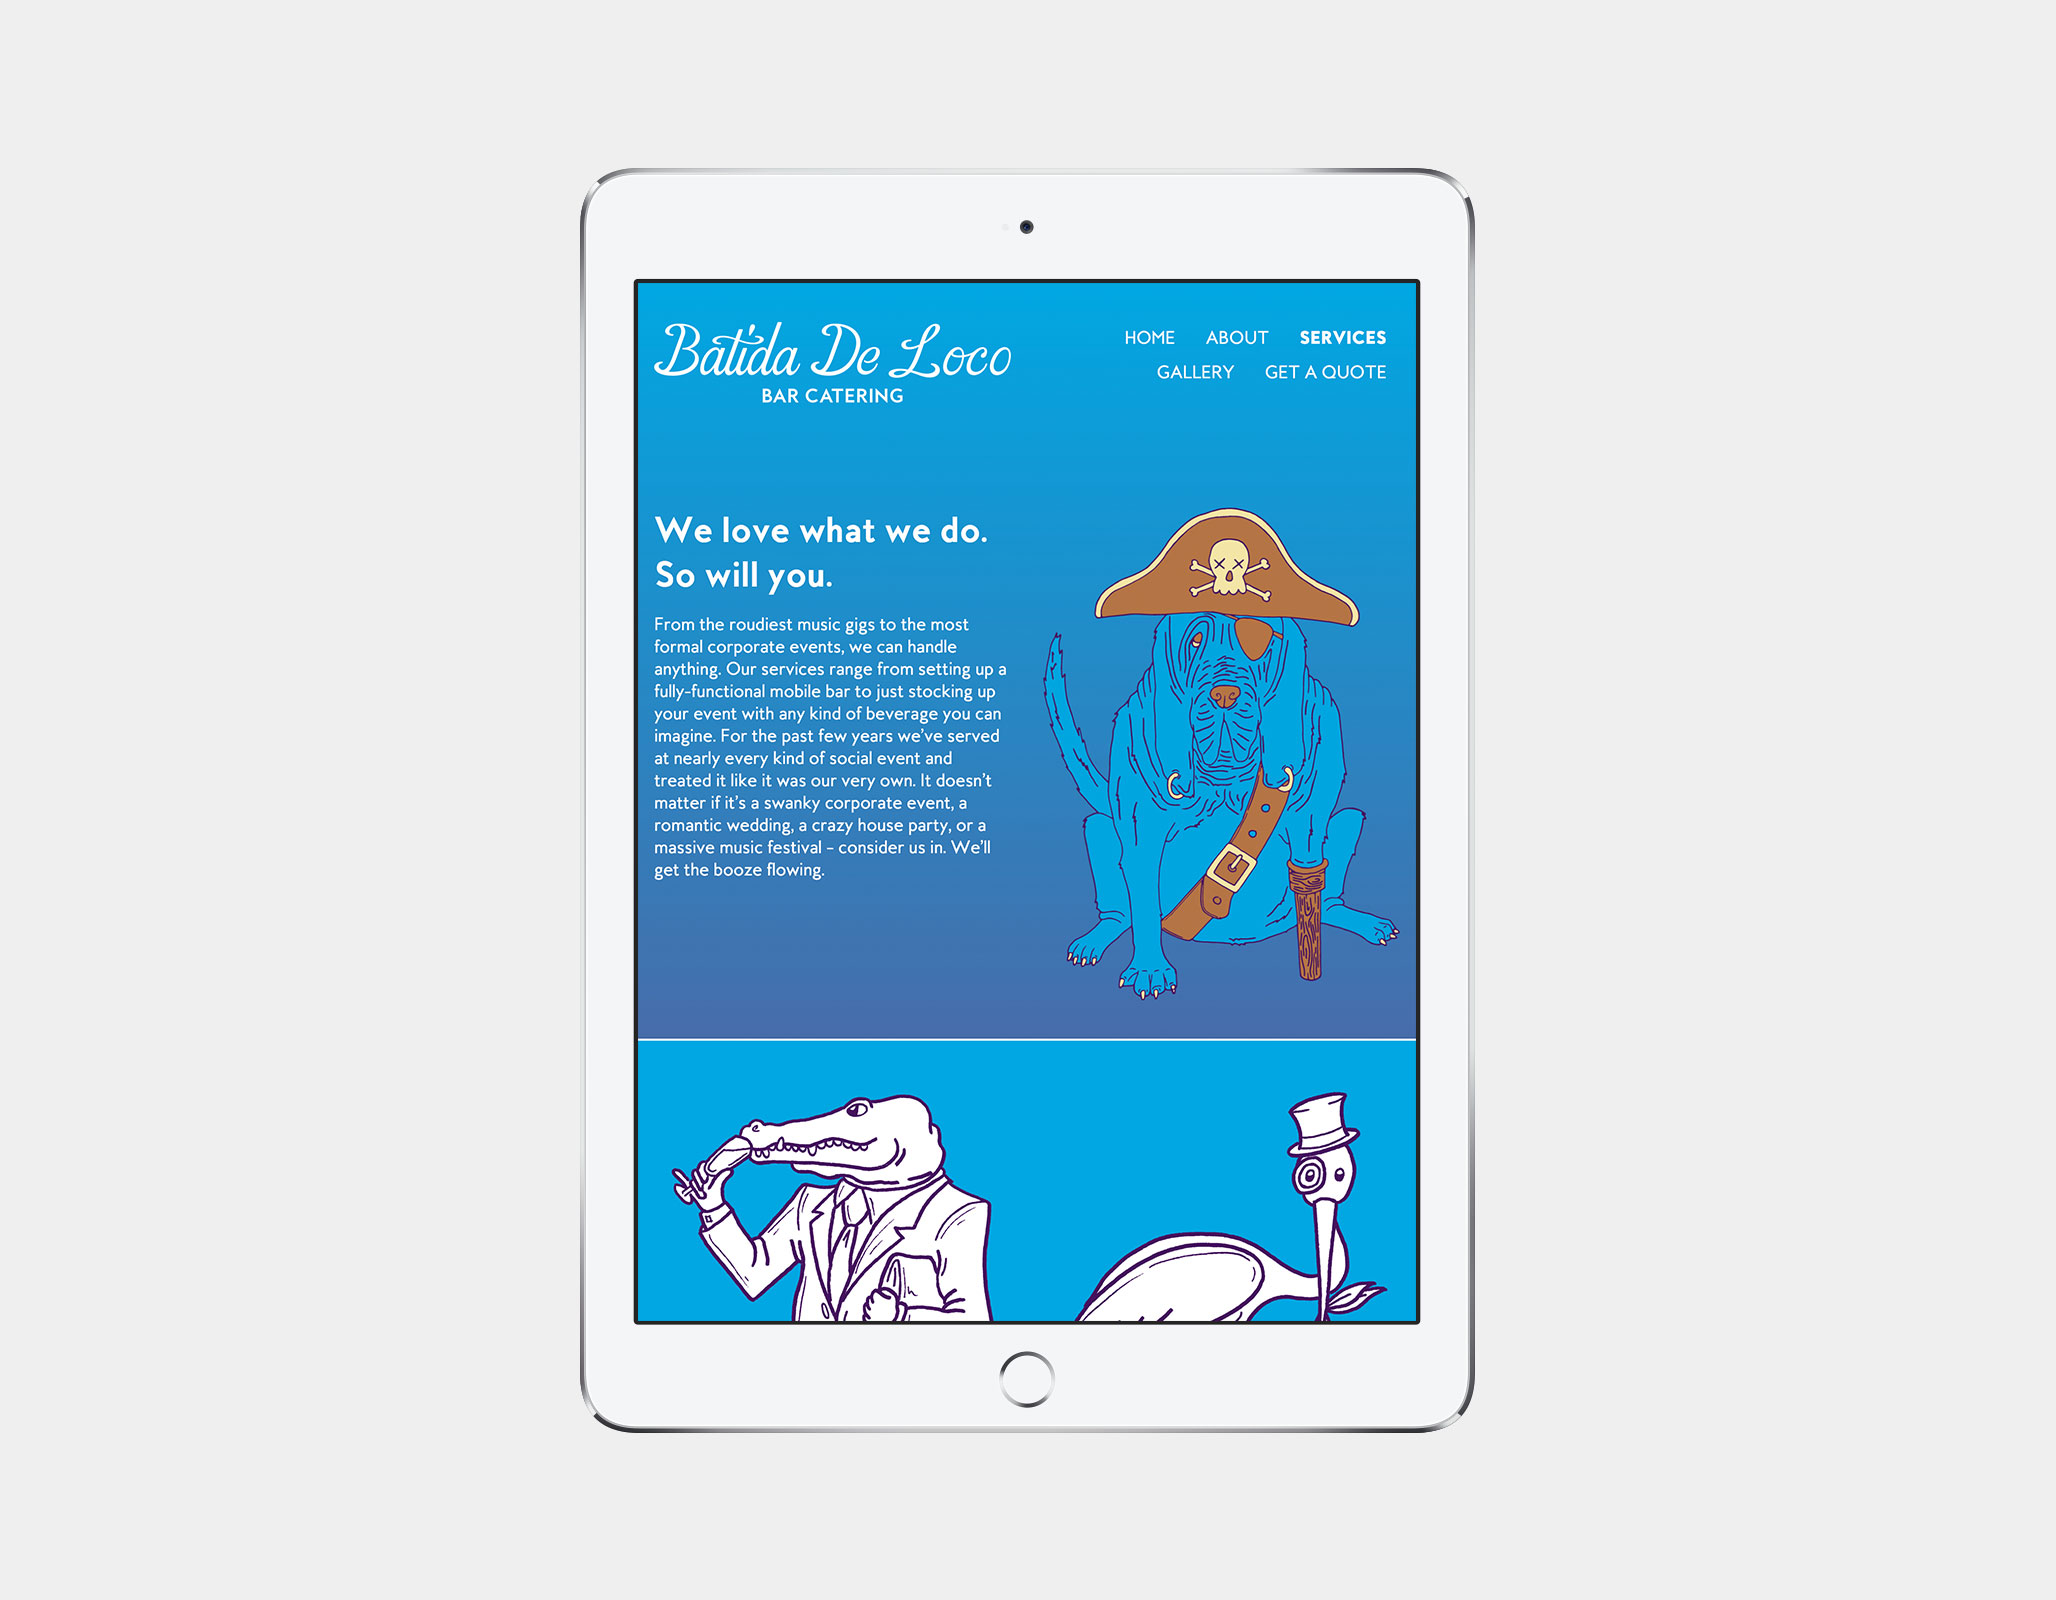 Batida De Loco
BAR CATERING
HOME ABOUT SERVICES
GALLERY GET A QUOTE
We love what we do.
So will you.
From the roudiest music gigs to the most
formal corporate events, we can handle
anything. Our services range from setting up a
fully-functional mobile bar to just stocking up
your event with any kind of beverage you can
imagine. For the past few years we’ve served
at nearly every kind of social event and
treated it like it was our very own. It doesn’t
matter if it’s a swanky corporate event, a
romantic wedding, a crazy house party, or a
massive music festival – consider us in. We’ll
get the booze flowing.